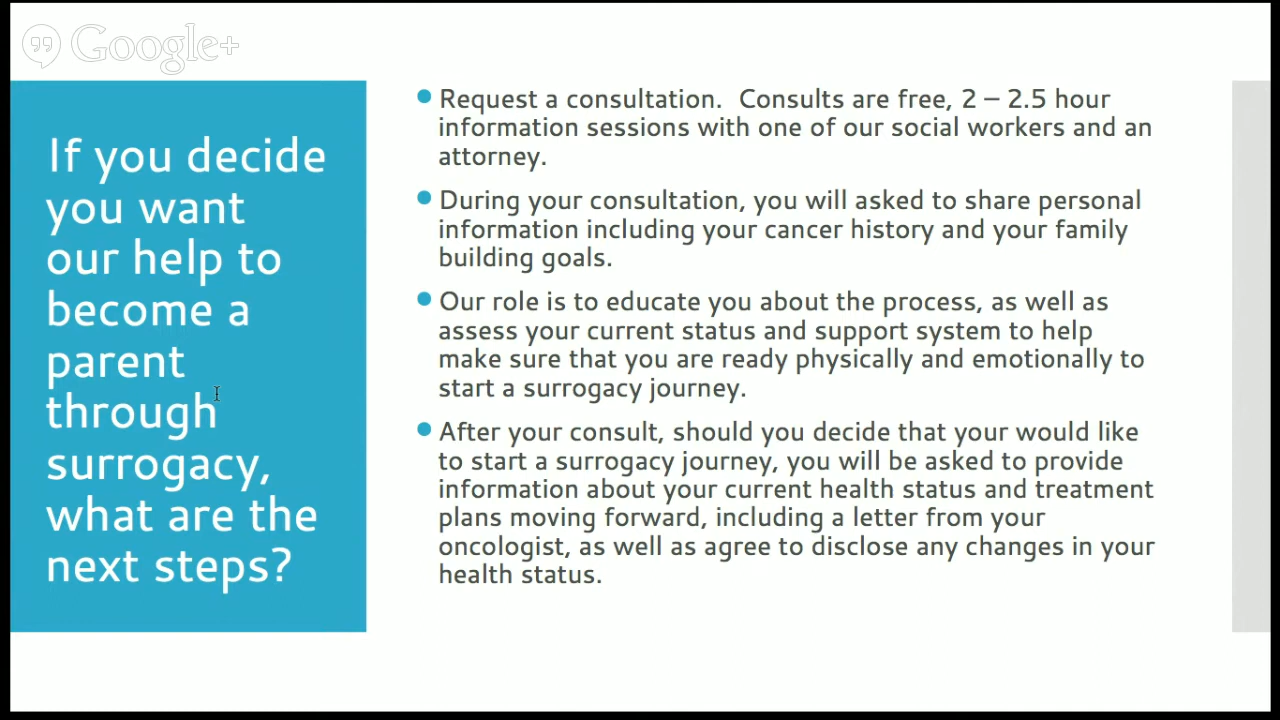 Google+
If you decide
you want
our help to
become a
parent
through
surrogacy,
what are the
next steps?
Request a consultation. Consults are free, 2 – 2.5 hour
information sessions with one of our social workers and an
attorney.
During your consultation, you will asked to share personal
information including your cancer history and your family
building goals.
Our role is to educate you about the process, as well as
assess your current status and support system to help
make sure that you are ready physically and emotionally to
start a surrogacy journey.
After your consult, should you decide that your would like
to start a surrogacy journey, you will be asked to provide
information about your current health status and treatment
plans moving forward, including a letter from your
oncologist, as well as agree to disclose any changes in your
health status.